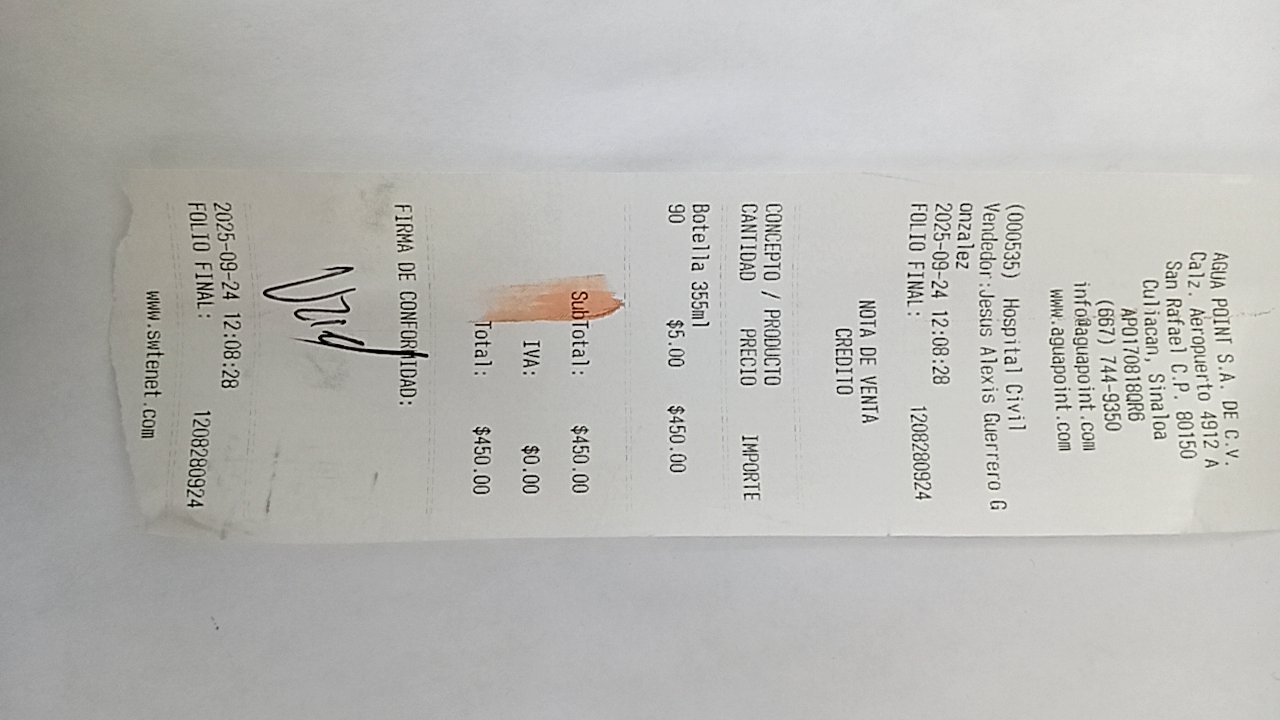 AGUA POINT S.A. DE C.V.
Calz. Aeropuerto 4912 A
San Rafael C.P. 80150
Culiacan, Sinaloa
APO170818QR6
(667) 744-9350
info@aguapoint.com
www.aguapoint.com
(000535) Hospital Civil
Vendedor:Jesus Alexis Guerrero G
onzalez
2025-09-24 12:08:28
FOLIO FINAL: 1208280924
NOTA DE VENTA
CREDITO
CONCEPTO / PRODUCTO
CANTIDAD PRECIO IMPORTE
Botella 355ml
90 $5.00 $450.00
SubTotal: $450.00
IVA: $0.00
Total: $450.00
FIRMA DE CONFORMIDAD:
2025-09-24 12:08:28
FOLIO FINAL: 1208280924
www.swtenet.com